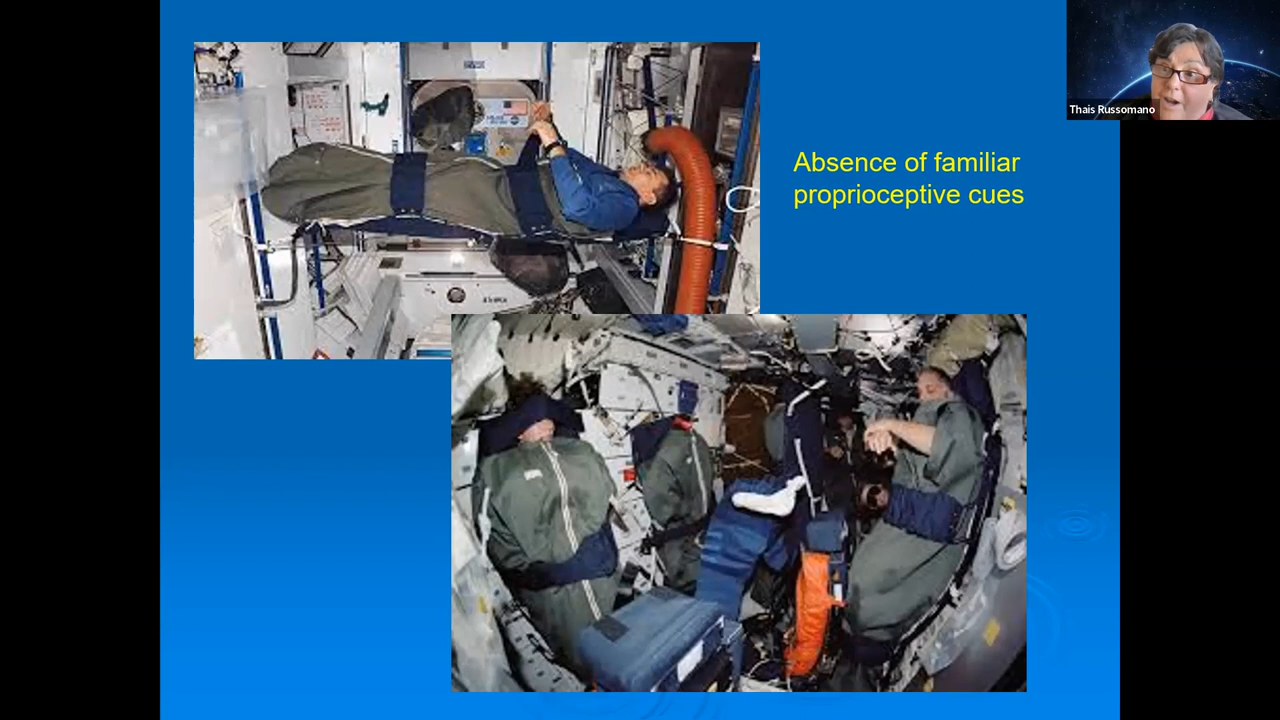 Thais Russomano
Absence of familiar
proprioceptive cues